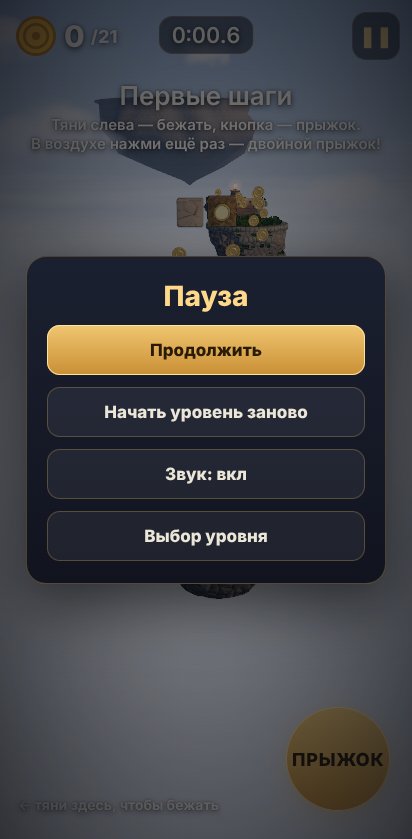 0 /21
0:00.6
Первые шаги
Тяни слева — бежать, кнопка — прыжок.
В воздухе нажми ещё раз — двойной прыжок!
Пауза
Продолжить
Начать уровень заново
Звук: вкл
Выбор уровня
ПРЫЖОК
← тяни здесь, чтобы бежать